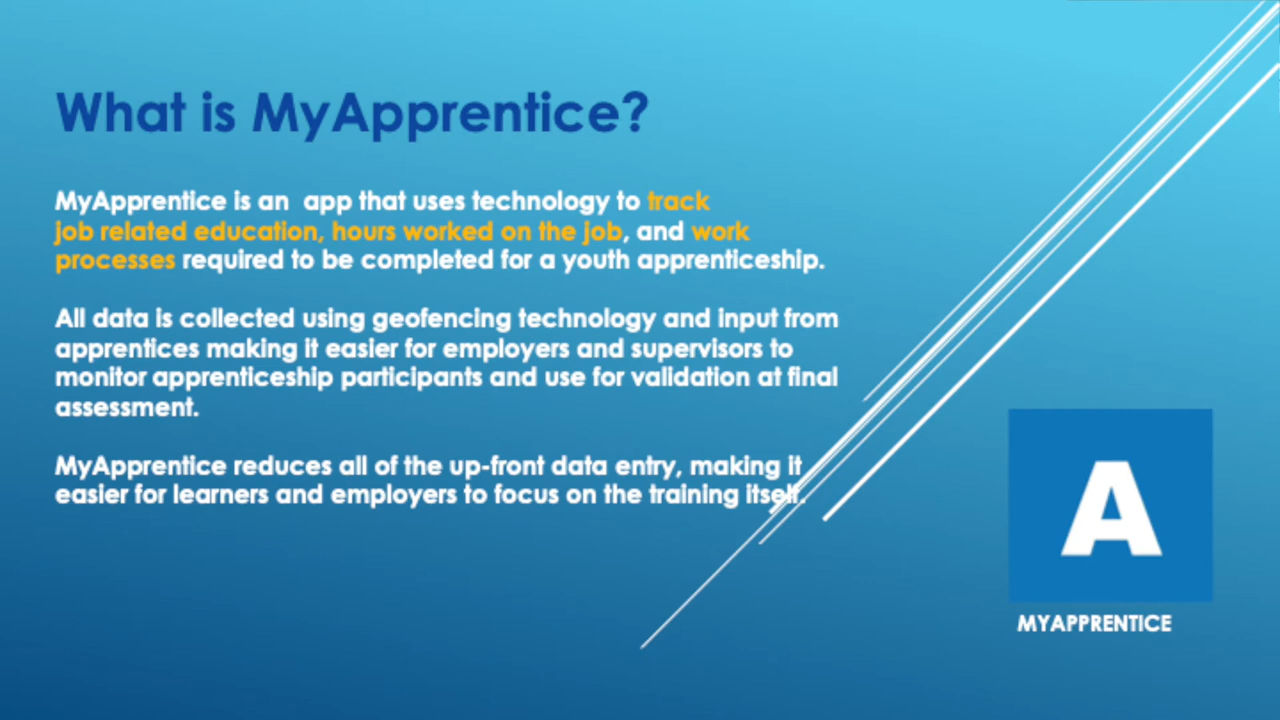 What is MyApprentice?
MyApprentice is an  app that uses technology to track
job related education, hours worked on the job, and work
processes required to be completed for a youth apprenticeship.
All data is collected using geofencing technology and input from
apprentices making it easier for employers and supervisors to
monitor apprenticeship participants and use for validation at final
assessment.
MyApprentice reduces all of the up-front data entry, making it
easier for learners and employers to focus on the training itself.
A
MYAPPRENTICE